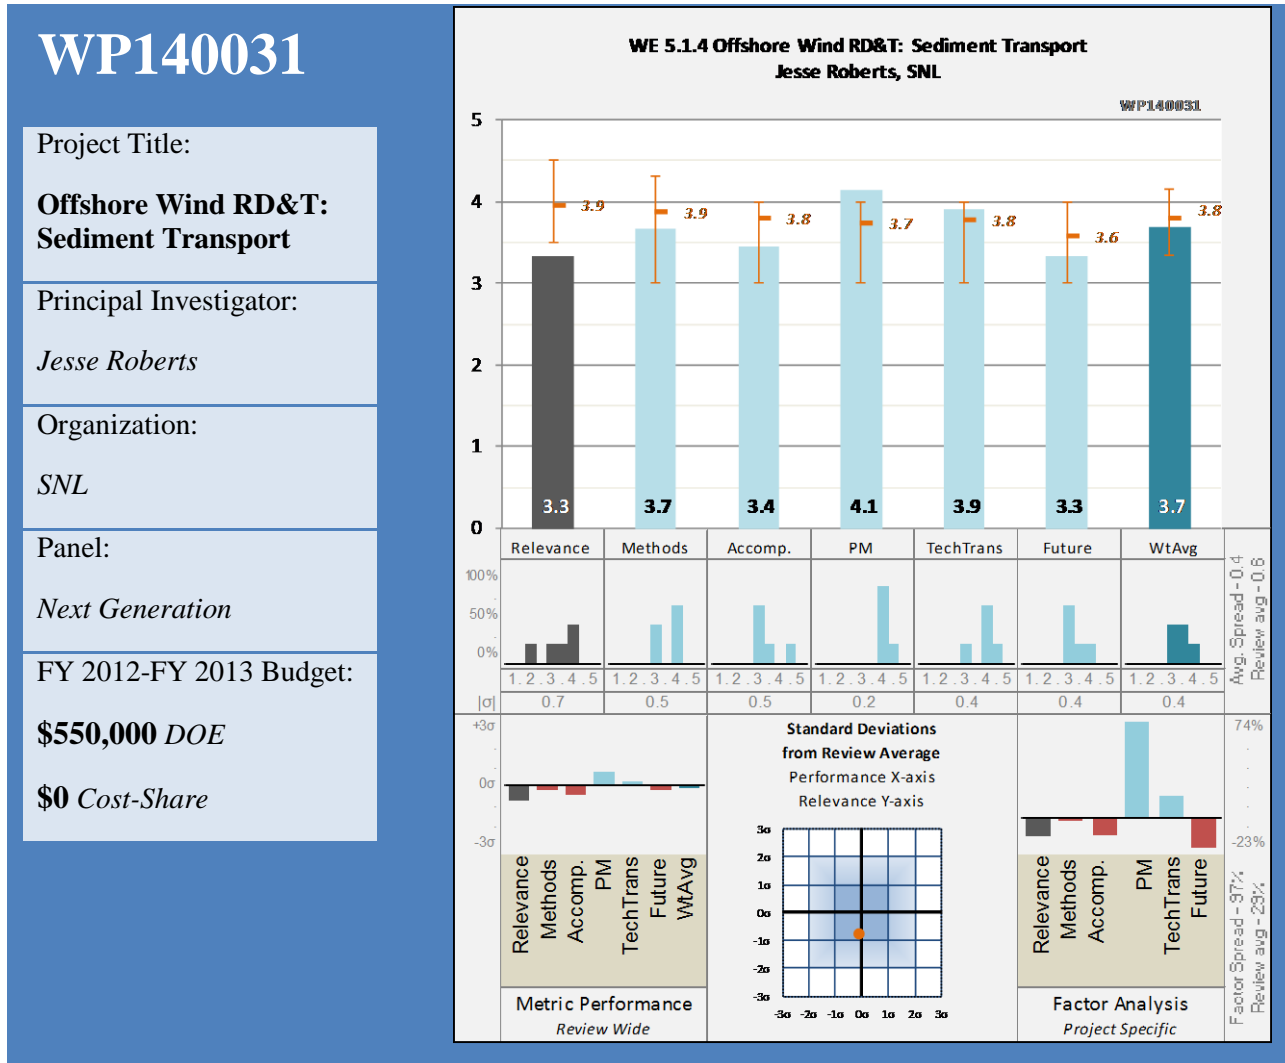 WP140031
Project Title:
Offshore Wind RD&T:
Sediment Transport
Principal Investigator:
Jesse Roberts
Organization:
SNL
Panel:
Next Generation
FY 2012-FY 2013 Budget:
$550,000 DOE
$0 Cost-Share
WE 5.1.4 Offshore Wind RD&T: Sediment Transport
Jesse Roberts, SNL
WP140031
5
4
3
2
1
0
3.9
3.9
3.8
3.7
3.8
3.6
3.8
3.3
3.7
3.4
4.1
3.9
3.3
3.7
Relevance
Methods
Accomp.
PM
TechTrans
Future
WtAvg
100%
50%
0%
1 . 2 . 3 . 4 . 5
1 . 2 . 3 . 4 . 5
1 . 2 . 3 . 4 . 5
1 . 2 . 3 . 4 . 5
1 . 2 . 3 . 4 . 5
1 . 2 . 3 . 4 . 5
1 . 2 . 3 . 4 . 5
|σ|
0.7
0.5
0.5
0.2
0.4
0.4
Avg. Spread - 0.4
Review avg - 0.6
+3σ
0σ
-3σ
Relevance
Methods
Accomp.
PM
TechTrans
Future
WtAvg
Metric Performance
Review Wide
Standard Deviations
from Review Average
Performance X-axis
Relevance Y-axis
3σ
2σ
1σ
0σ
-1σ
-2σ
-3σ
-3σ -2σ -1σ 0σ 1σ 2σ 3σ
74%
-23%
Relevance
Methods
Accomp.
PM
TechTrans
Future
Factor Analysis
Project Specific
Factor Spread - 97%
Review avg - 29%